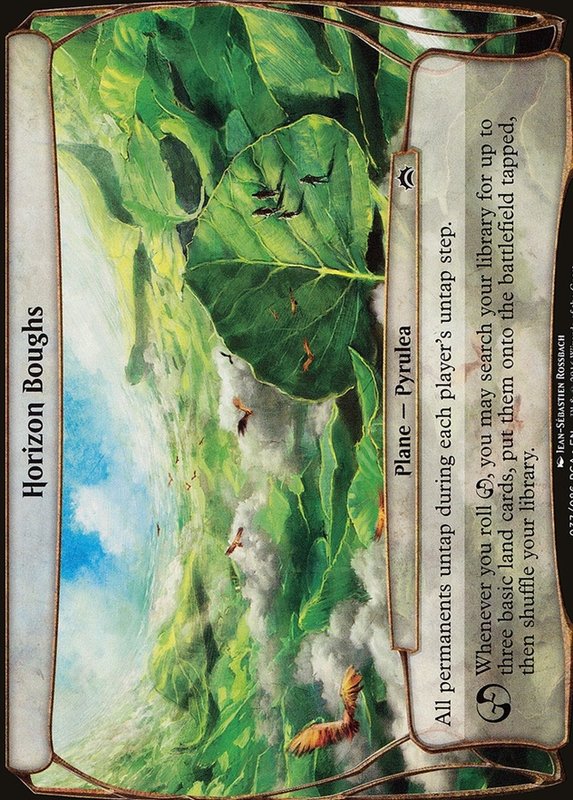 Horizon Boughs
Plane — Pyrulea
All permanents untap during each player's untap step.
Whenever you roll , you may search your library for up to
three basic land cards, put them onto the battlefield tapped,
then shuffle your library.
Jean-Sébastien Rossbach